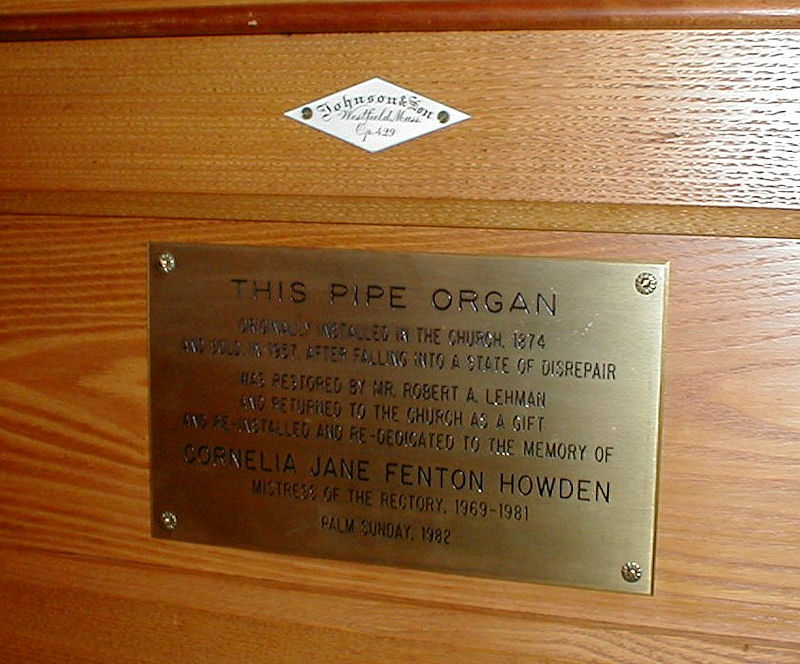 Johnson & Son
Westfield Mass.
Op. 429
THIS PIPE ORGAN
ORIGINALLY INSTALLED IN THE CHURCH, 1874
AND SOLD, IN 1957, AFTER FALLING INTO A STATE OF DISREPAIR
WAS RESTORED BY MR. ROBERT A. LEHMAN
AND RETURNED TO THE CHURCH AS A GIFT
AND RE-INSTALLED AND RE-DEDICATED TO THE MEMORY OF
CORNELIA JANE FENTON HOWDEN
MISTRESS OF THE RECTORY, 1969-1981
PALM SUNDAY, 1982